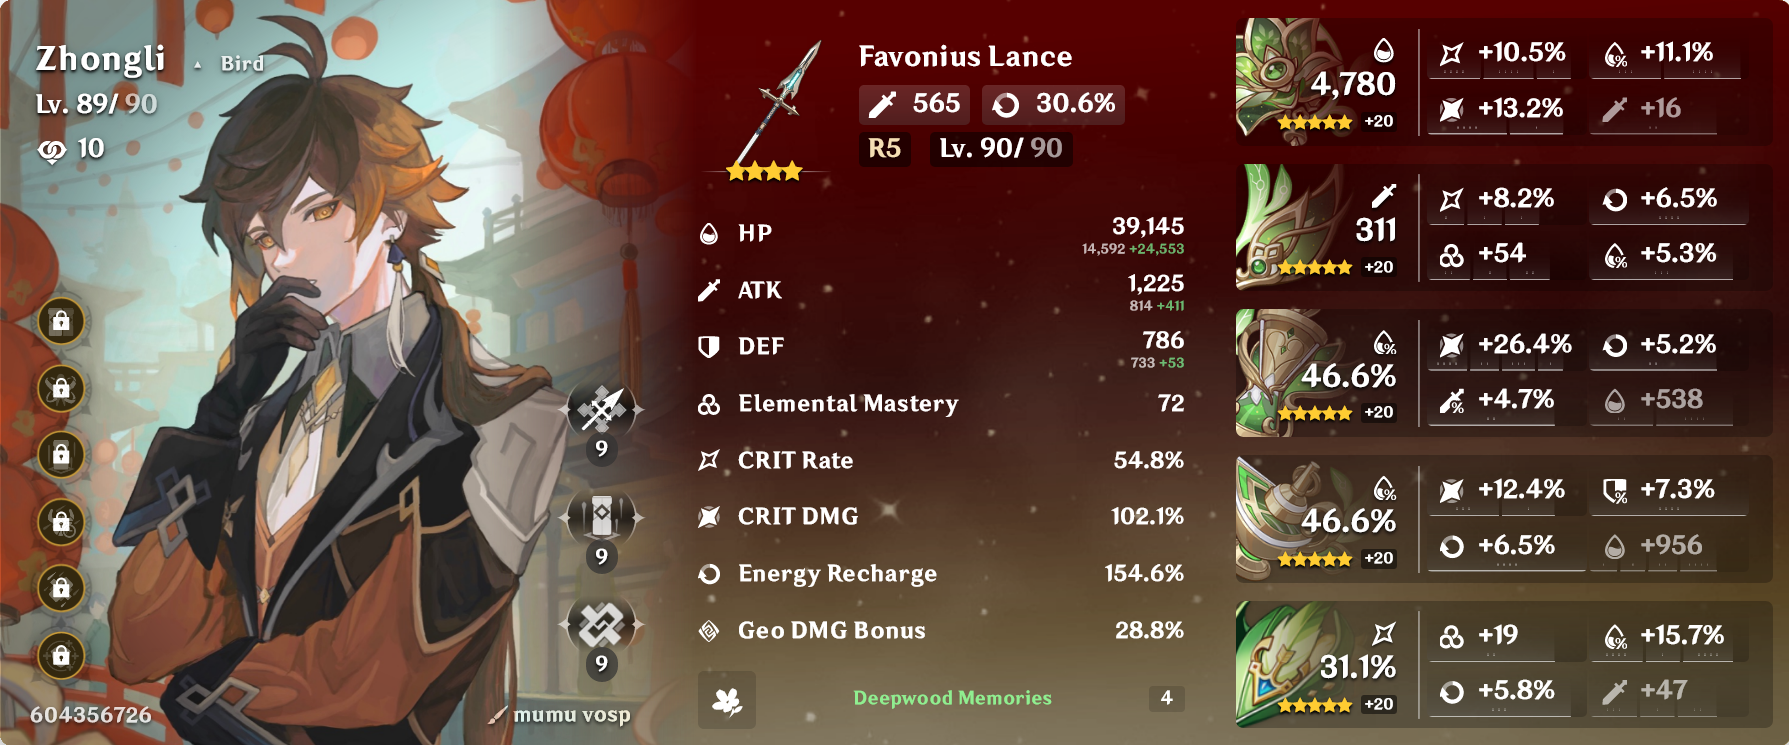 Zhongli ▲ Bird
Lv. 89/ 90
10
9
9
9
604356726
mumu vosp
Favonius Lance
565 30.6%
R5 Lv. 90/ 90
HP 39,145
14,592 +24,553
ATK 1,225
814 +411
DEF 786
733 +53
Elemental Mastery 72
CRIT Rate 54.8%
CRIT DMG 102.1%
Energy Recharge 154.6%
Geo DMG Bonus 28.8%
Deepwood Memories 4
4,780
+20
+10.5% +11.1%
+13.2% +16
311
+20
+8.2% +6.5%
+54 +5.3%
46.6%
+20
+26.4% +5.2%
+4.7% +538
46.6%
+20
+12.4% +7.3%
+6.5% +956
31.1%
+20
+19 +15.7%
+5.8% +47